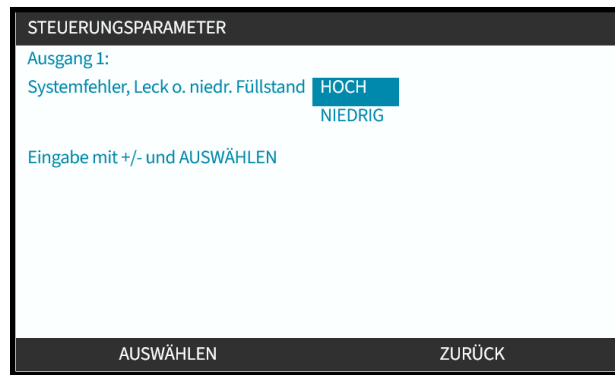 STEUERUNGSPARAMETER
Ausgang 1:
Systemfehler, Leck o. niedr. Füllstand HOCH
NIEDRIG
Eingabe mit +/- und AUSWÄHLEN
AUSWÄHLEN ZURÜCK